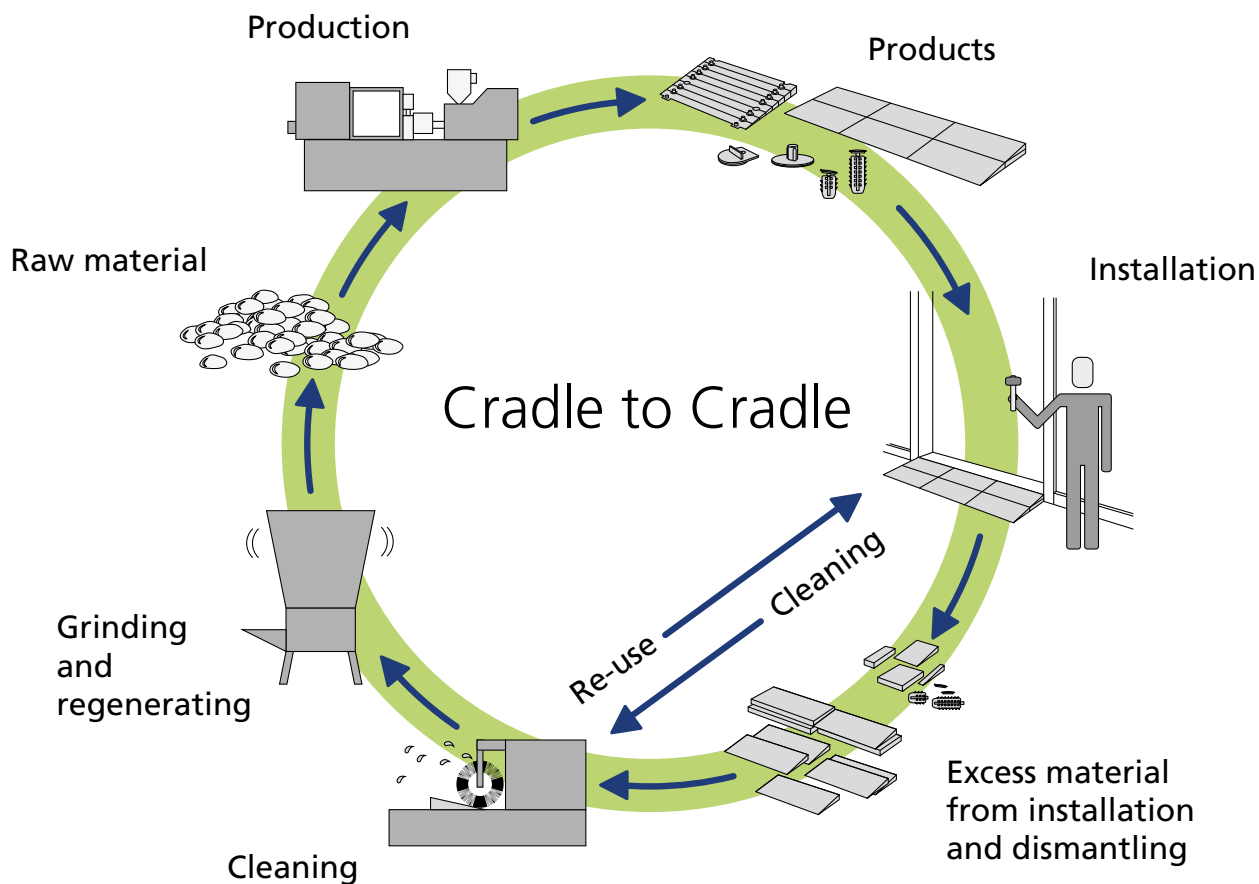 Production
Products
Raw material
Installation
Cradle to Cradle
Re-use
Cleaning
Grinding
and
regenerating
Excess material
from installation
and dismantling
Cleaning